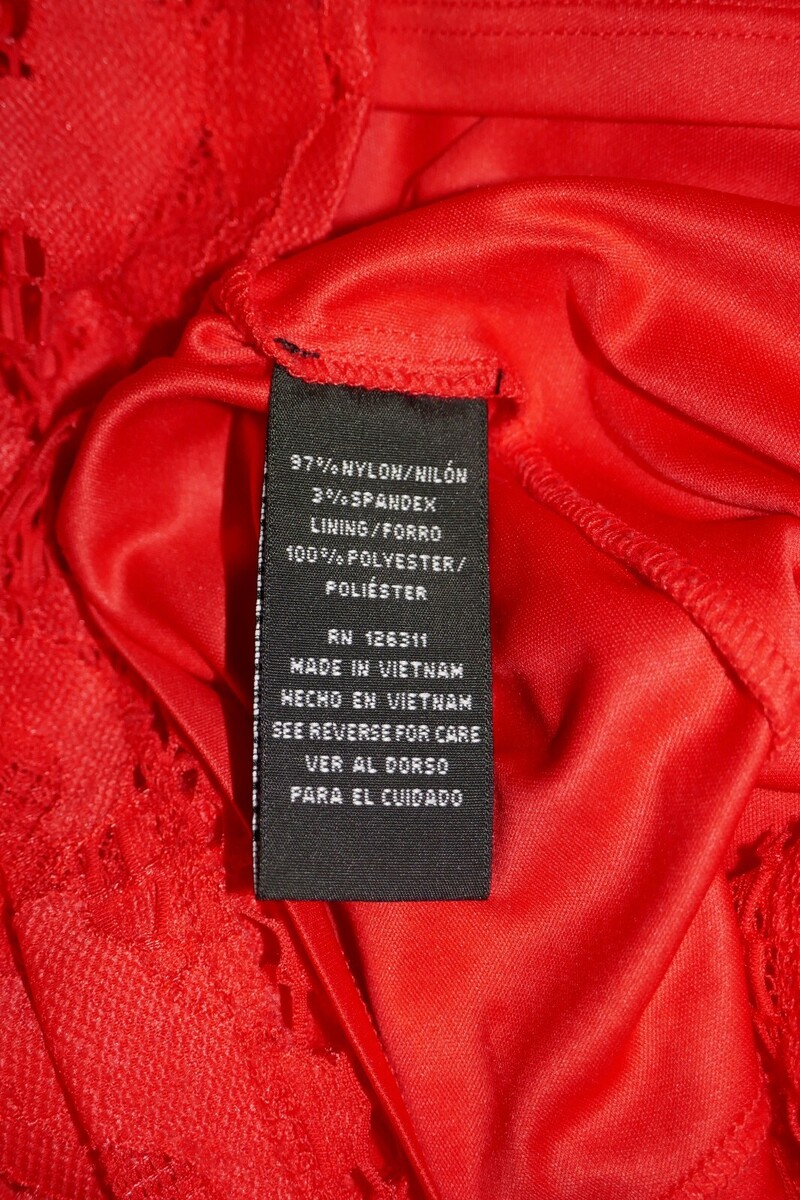 97% NYLON/NILÓN
3% SPANDEX
LINING/FORRO
100% POLYESTER/
POLIÉSTER
RN 126311
MADE IN VIETNAM
HECHO EN VIETNAM
SEE REVERSE FOR CARE
VER AL DORSO
PARA EL CUIDADO